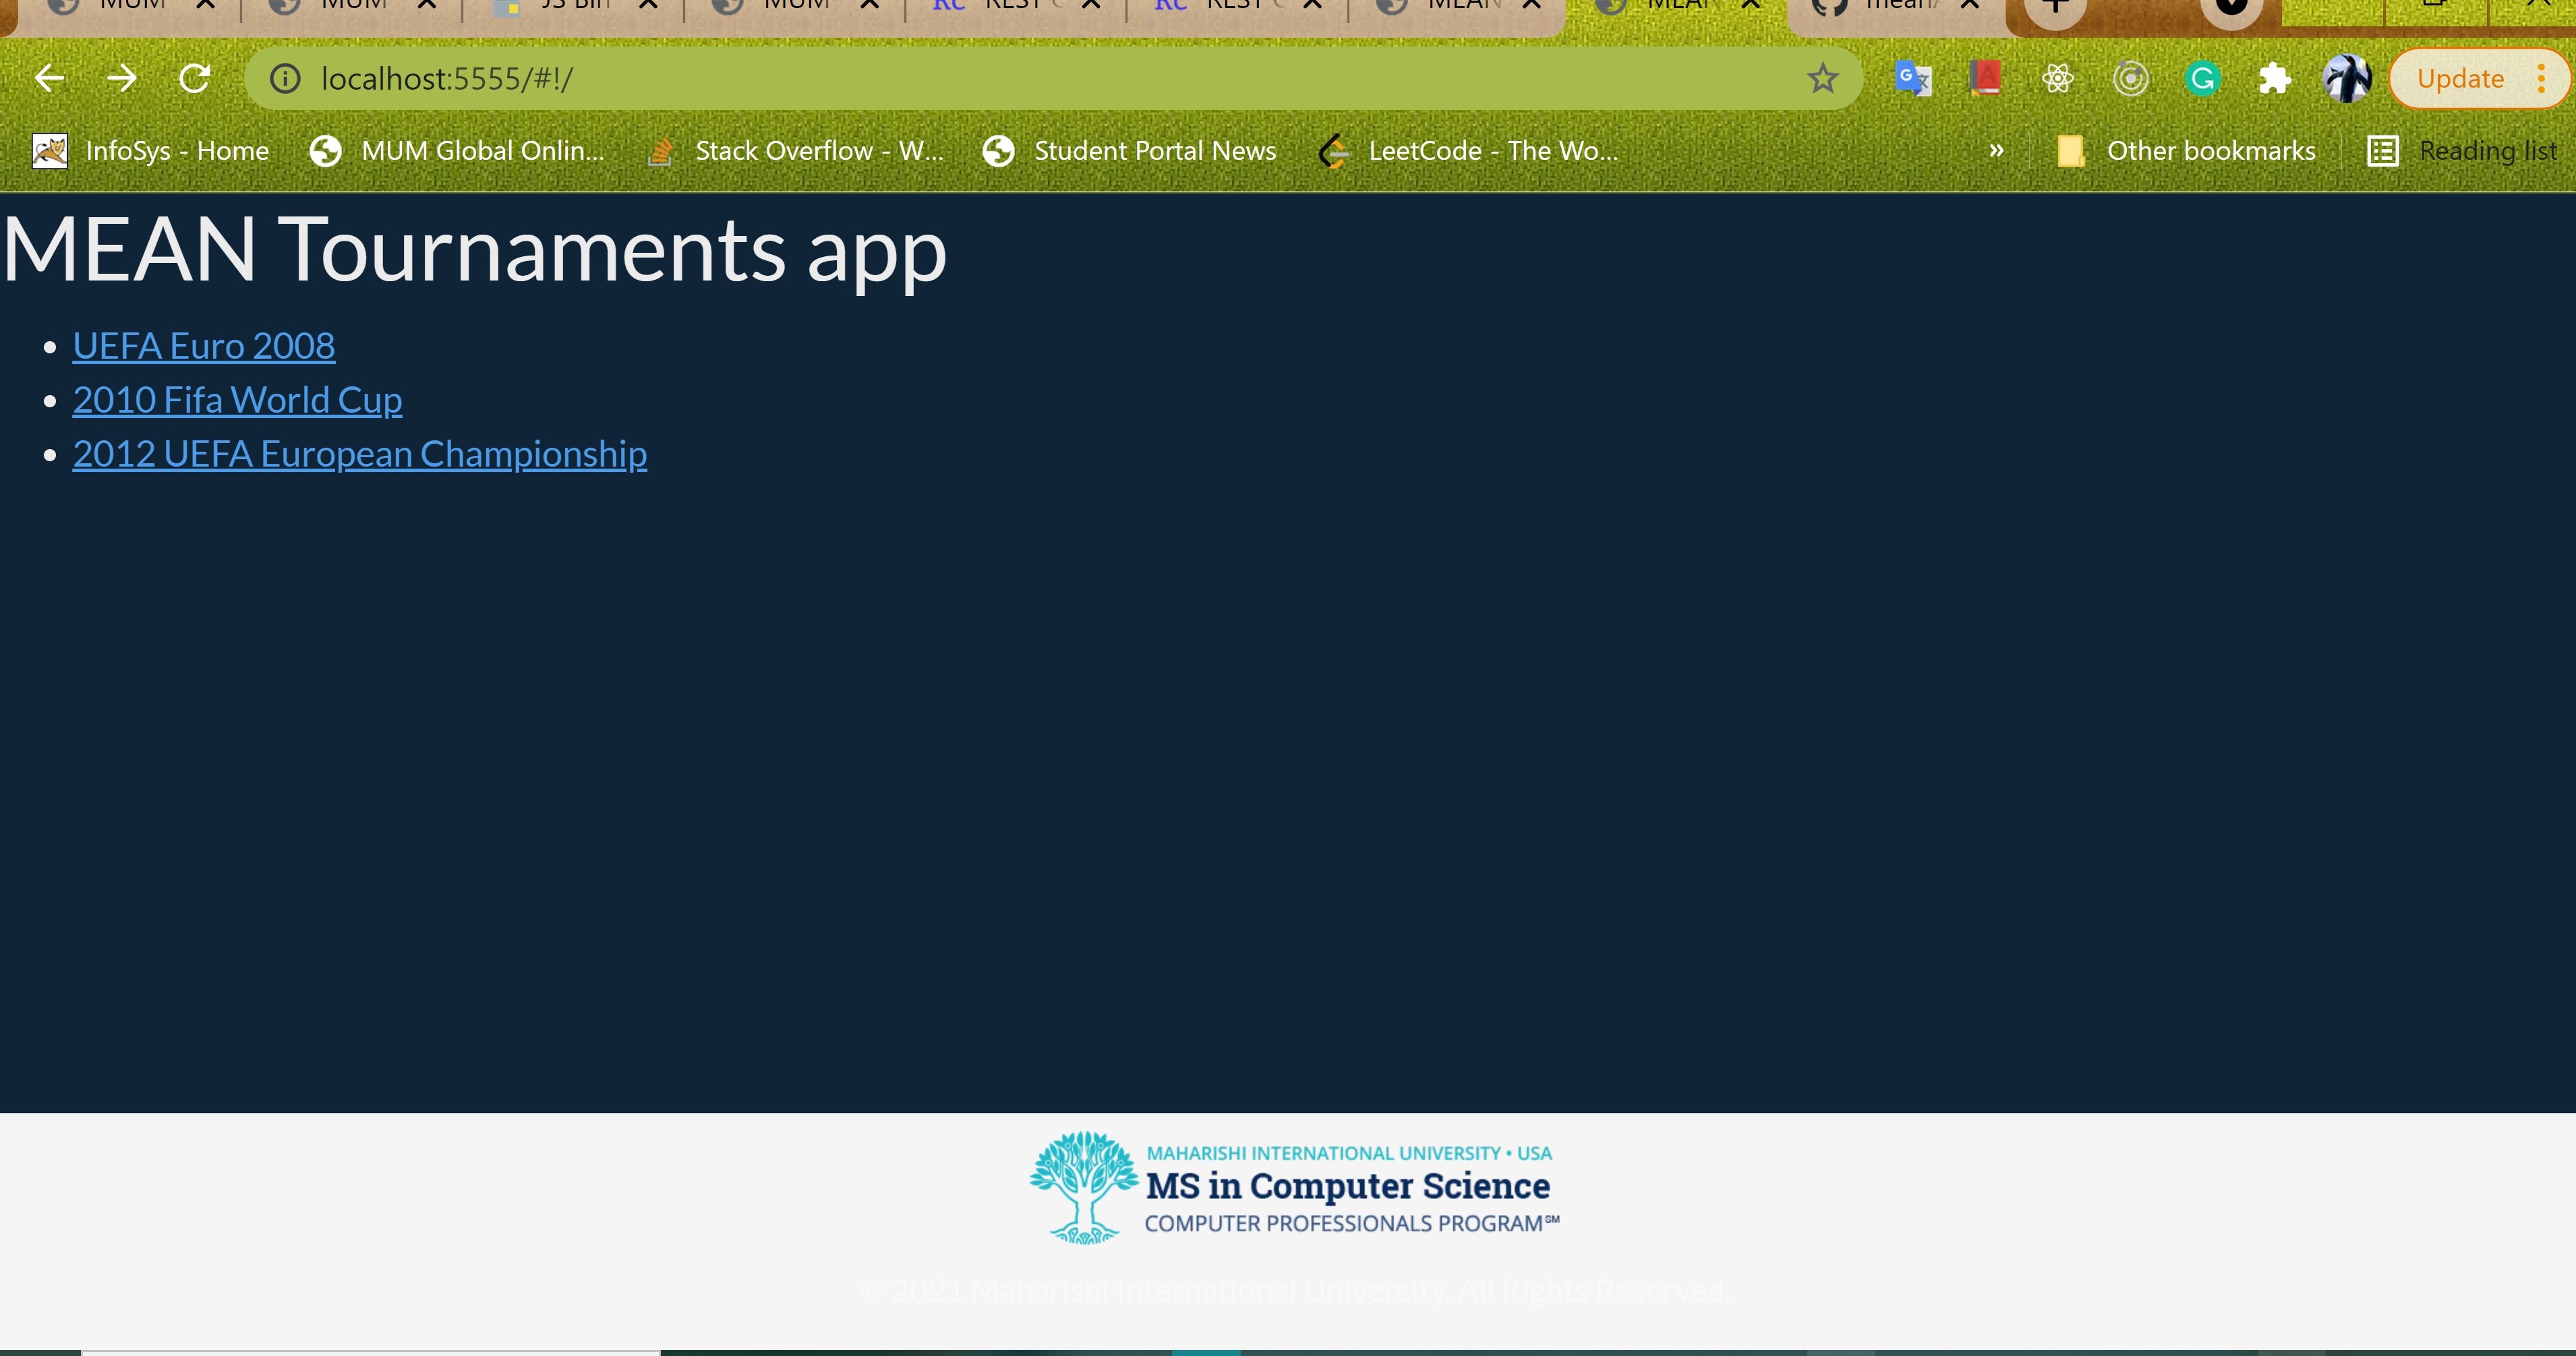 MUM MUM JS Bin MUM REST REST MEAN MEAN mean
localhost:5555/#!/
Update
InfoSys - Home MUM Global Onlin... Stack Overflow - W... Student Portal News LeetCode - The Wo... » Other bookmarks Reading list
MEAN Tournaments app
UEFA Euro 2008
2010 Fifa World Cup
2012 UEFA European Championship
MAHARISHI INTERNATIONAL UNIVERSITY • USA
MS in Computer Science
COMPUTER PROFESSIONALS PROGRAM℠
© 2021 Maharishi International University. All Rights Reserved.